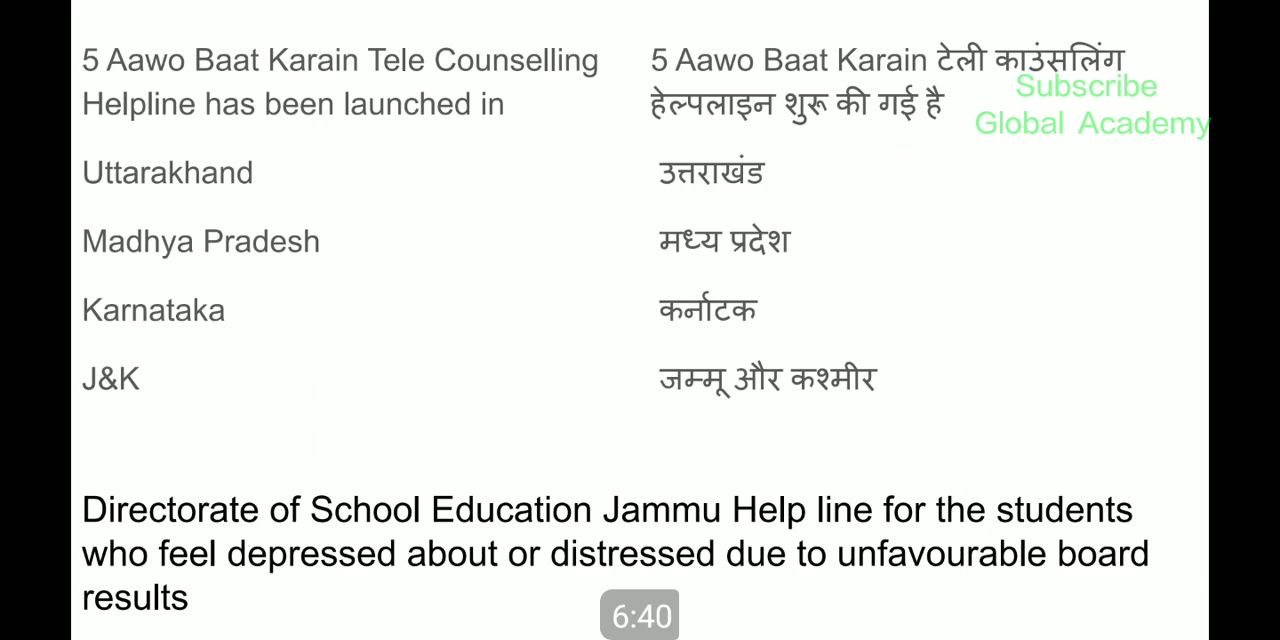 5 Aawo Baat Karain Tele Counselling
Helpline has been launched in
Uttarakhand
Madhya Pradesh
Karnataka
J&K
5 Aawo Baat Karain टेली काउंसलिंग
हेल्पलाइन शुरू की गई है
उत्तराखंड
मध्य प्रदेश
कर्नाटक
जम्मू और कश्मीर
Subscribe
Global Academy
Directorate of School Education Jammu Help line for the students
who feel depressed about or distressed due to unfavourable board
results
6:40